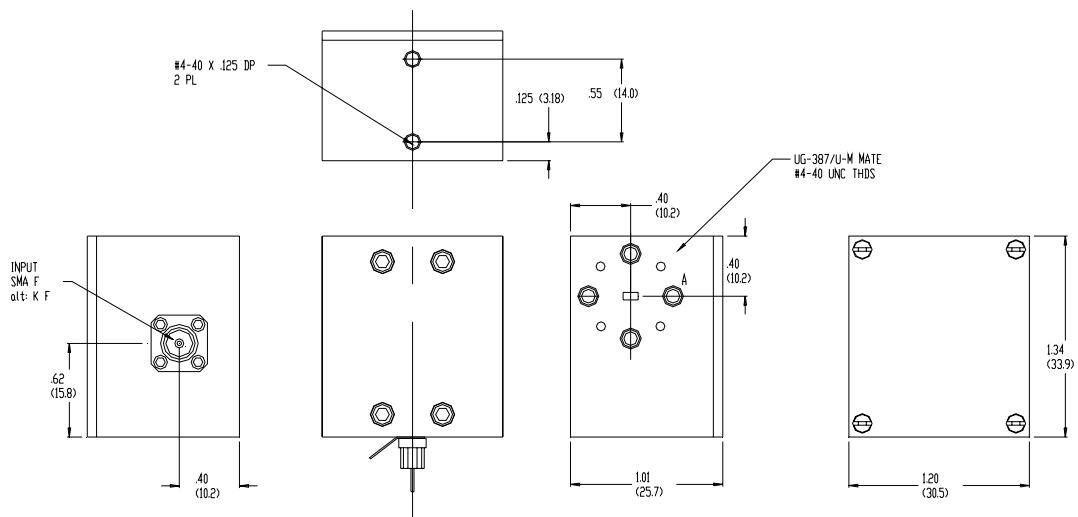 #4-40 X .125 DP
2 PL
.125 (3.18)
.55 (14.0)
UG-387/U-M MATE
#4-40 UNC THDS
.40
(10.2)
INPUT
SMA F
alt: K F
A
.40
(10.2)
.62
(15.8)
1.34
(33.9)
.40
(10.2)
1.01
(25.7)
1.20
(30.5)